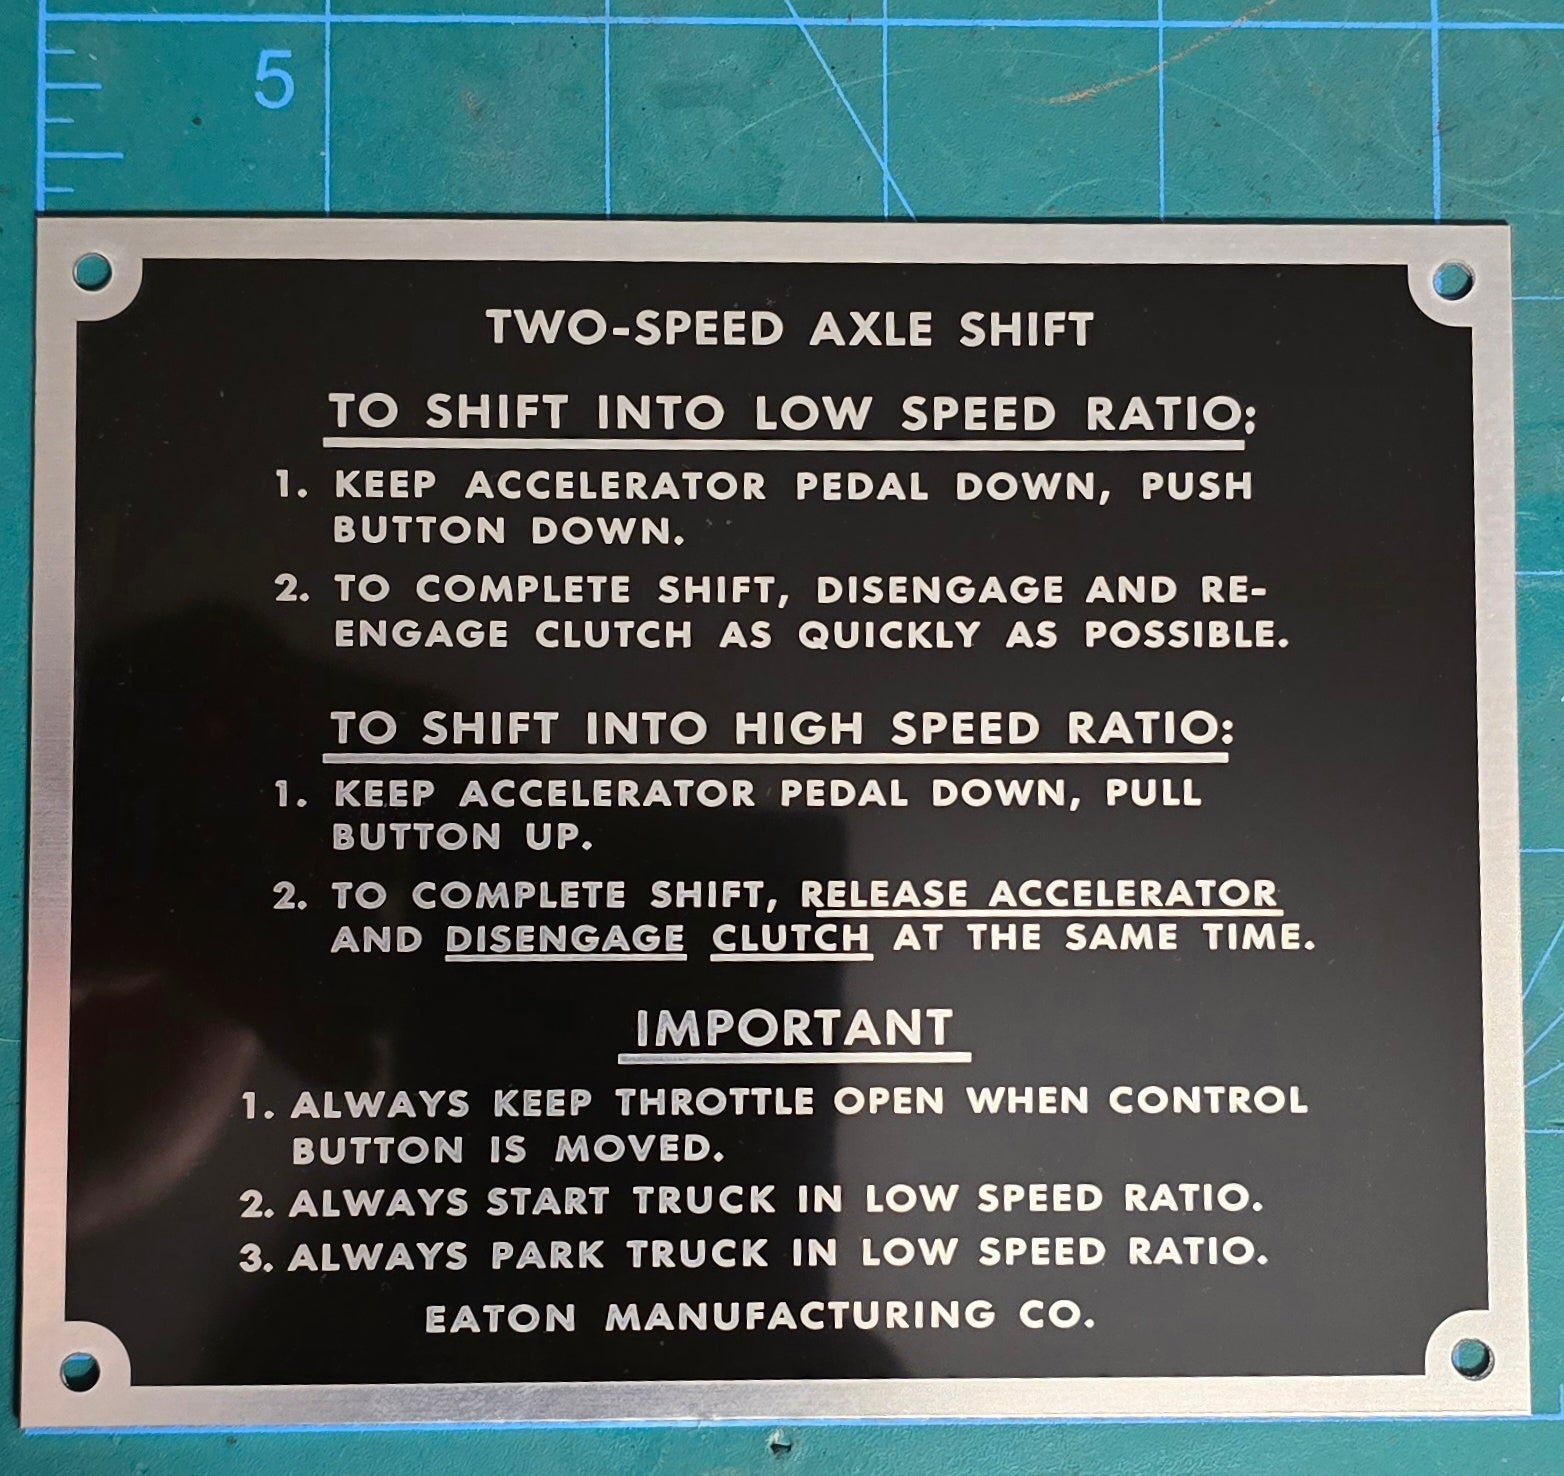 5
TWO-SPEED AXLE SHIFT
TO SHIFT INTO LOW SPEED RATIO:
1. KEEP ACCELERATOR PEDAL DOWN, PUSH
BUTTON DOWN.
2. TO COMPLETE SHIFT, DISENGAGE AND RE-
ENGAGE CLUTCH AS QUICKLY AS POSSIBLE.
TO SHIFT INTO HIGH SPEED RATIO:
1. KEEP ACCELERATOR PEDAL DOWN, PULL
BUTTON UP.
2. TO COMPLETE SHIFT, RELEASE ACCELERATOR
AND DISENGAGE CLUTCH AT THE SAME TIME.
IMPORTANT
1. ALWAYS KEEP THROTTLE OPEN WHEN CONTROL
BUTTON IS MOVED.
2. ALWAYS START TRUCK IN LOW SPEED RATIO.
3. ALWAYS PARK TRUCK IN LOW SPEED RATIO.
EATON MANUFACTURING CO.